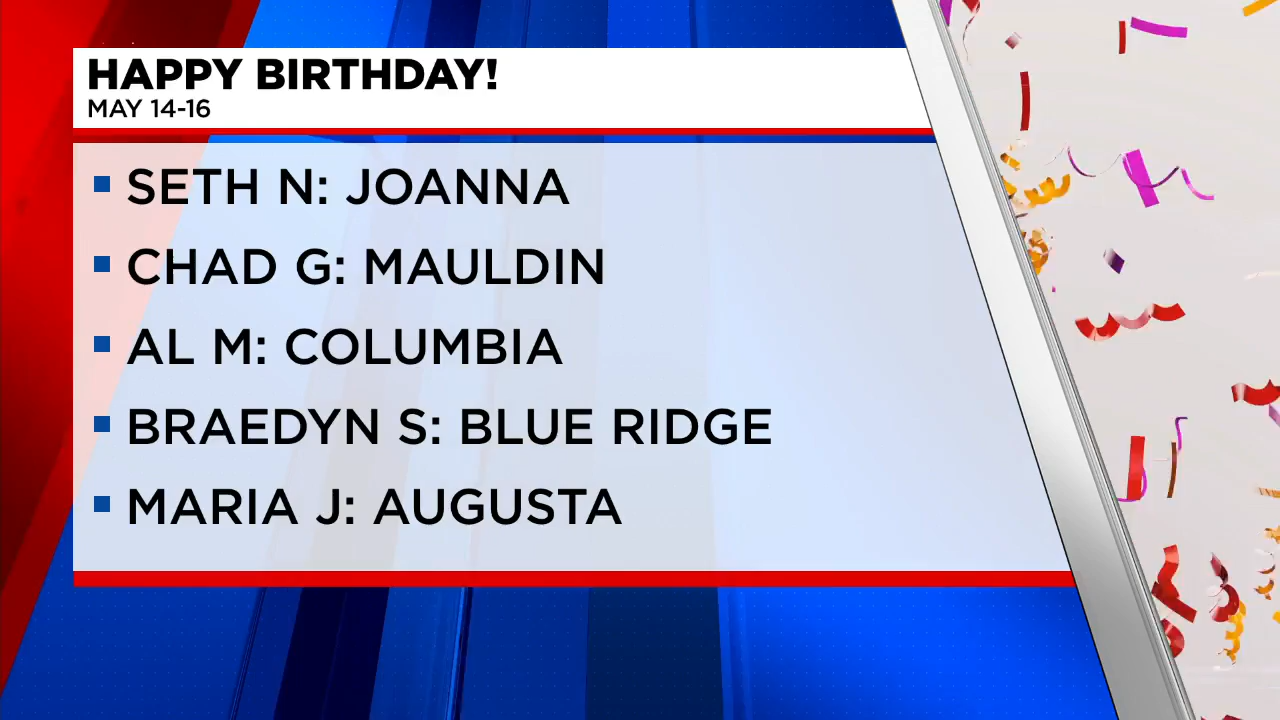 HAPPY BIRTHDAY!
MAY 14-16
SETH N: JOANNA
CHAD G: MAULDIN
AL M: COLUMBIA
BRAEDYN S: BLUE RIDGE
MARIA J: AUGUSTA